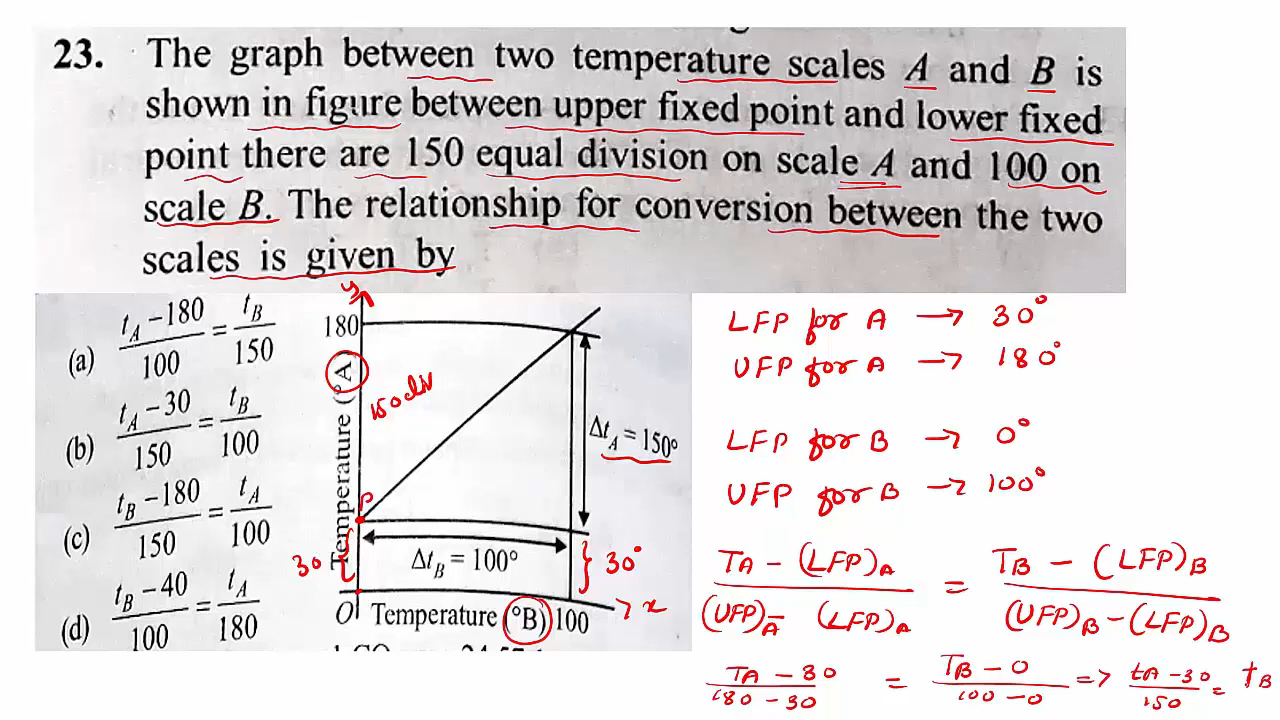 23. The graph between two temperature scales A and B is
shown in figure between upper fixed point and lower fixed
point there are 150 equal division on scale A and 100 on
scale B. The relationship for conversion between the two
scales is given by
(a) (t_A − 180)/100 = t_B/150
(b) (t_A − 30)/150 = t_B/100
(c) (t_B − 180)/150 = t_A/100
(d) (t_B − 40)/100 = t_A/180
y
180
Temperature (°A)
150 div
Δt_A = 150°
P
30
Δt_B = 100°
30°
O Temperature (°B) 100
x
LFP for A → 30°
UFP for A → 180°
LFP for B → 0°
UFP for B → 100°
(T_A − (LFP)_A)/((UFP)_A − (LFP)_A) = (T_B − (LFP)_B)/((UFP)_B − (LFP)_B)
(T_A − 30)/(180 − 30) = (T_B − 0)/(100 − 0) => (t_A − 30)/150 = t_B